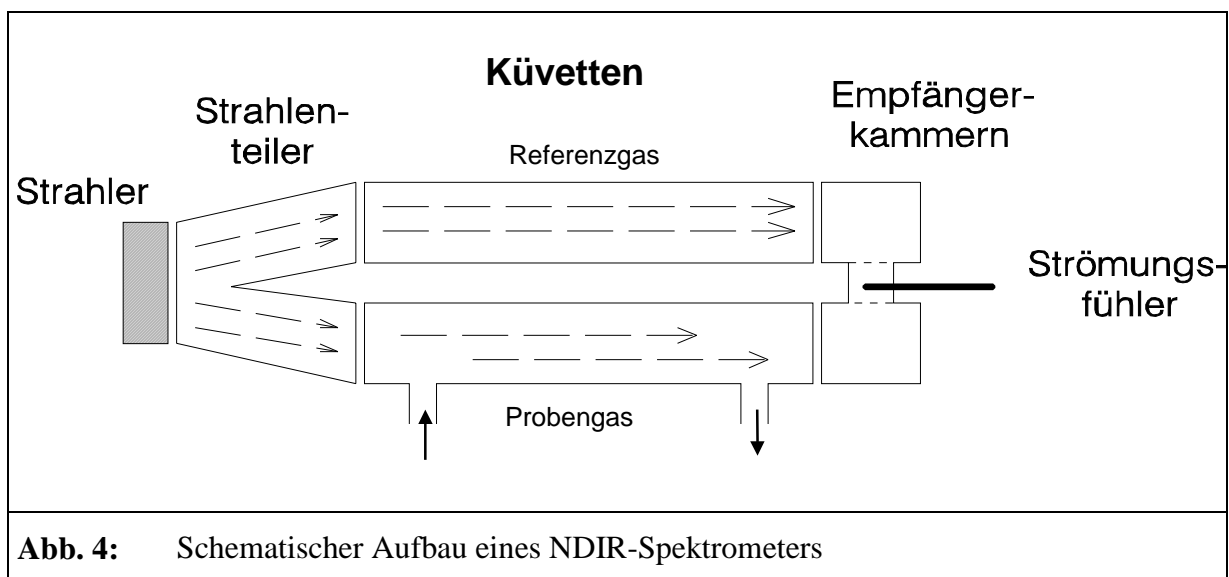 Küvetten
Strahlen-
teiler
Empfänger-
kammern
Referenzgas
Strahler
Strömungs-
fühler
Probengas
Abb. 4: Schematischer Aufbau eines NDIR-Spektrometers